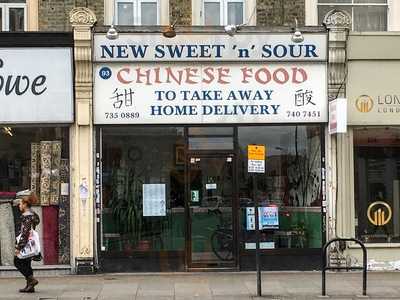 NEW SWEET 'n' SOUR
93
CHINESE FOOD
甜
TO TAKE AWAY
HOME DELIVERY
酸
735 0889
740 7451
owe
LON
LOND